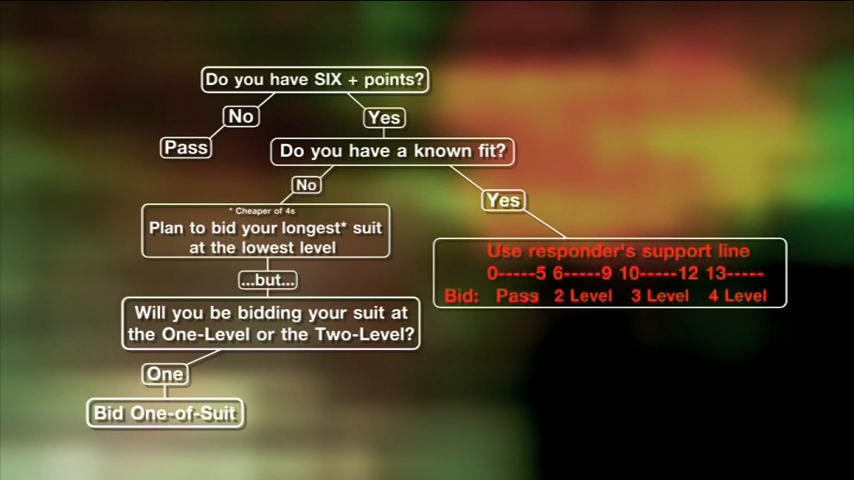 Do you have SIX + points?
No
Yes
Pass
Do you have a known fit?
No
Yes
* Cheaper of 4s
Plan to bid your longest* suit
at the lowest level
Use responder's support line
0-----5 6-----9 10-----12 13-----
Bid: Pass 2 Level 3 Level 4 Level
...but...
Will you be bidding your suit at
the One-Level or the Two-Level?
One
Bid One-of-Suit